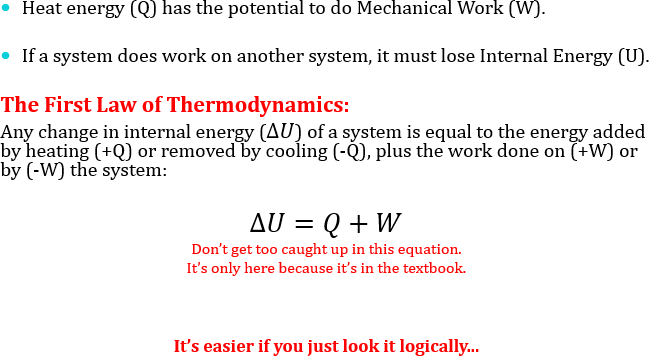 • Heat energy (Q) has the potential to do Mechanical Work (W).
• If a system does work on another system, it must lose Internal Energy (U).
The First Law of Thermodynamics:
Any change in internal energy (Δ𝑈) of a system is equal to the energy added
by heating (+Q) or removed by cooling (-Q), plus the work done on (+W) or
by (-W) the system:
Δ𝑈 = 𝑄 + 𝑊
Don't get too caught up in this equation.
It's only here because it's in the textbook.
It's easier if you just look it logically...